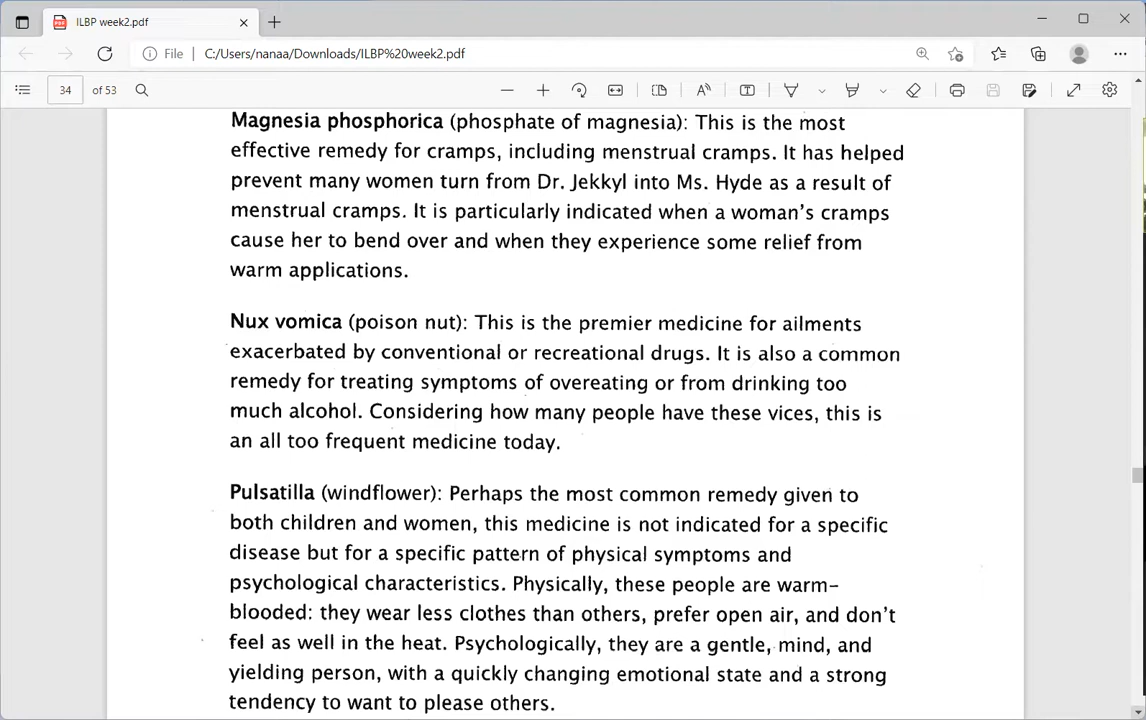 ILBP week2.pdf
File C:/Users/nanaa/Downloads/ILBP%20week2.pdf
34 of 53
Magnesia phosphorica (phosphate of magnesia): This is the most
effective remedy for cramps, including menstrual cramps. It has helped
prevent many women turn from Dr. Jekkyl into Ms. Hyde as a result of
menstrual cramps. It is particularly indicated when a woman's cramps
cause her to bend over and when they experience some relief from
warm applications.
Nux vomica (poison nut): This is the premier medicine for ailments
exacerbated by conventional or recreational drugs. It is also a common
remedy for treating symptoms of overeating or from drinking too
much alcohol. Considering how many people have these vices, this is
an all too frequent medicine today.
Pulsatilla (windflower): Perhaps the most common remedy given to
both children and women, this medicine is not indicated for a specific
disease but for a specific pattern of physical symptoms and
psychological characteristics. Physically, these people are warm-
blooded: they wear less clothes than others, prefer open air, and don't
feel as well in the heat. Psychologically, they are a gentle, mind, and
yielding person, with a quickly changing emotional state and a strong
tendency to want to please others.